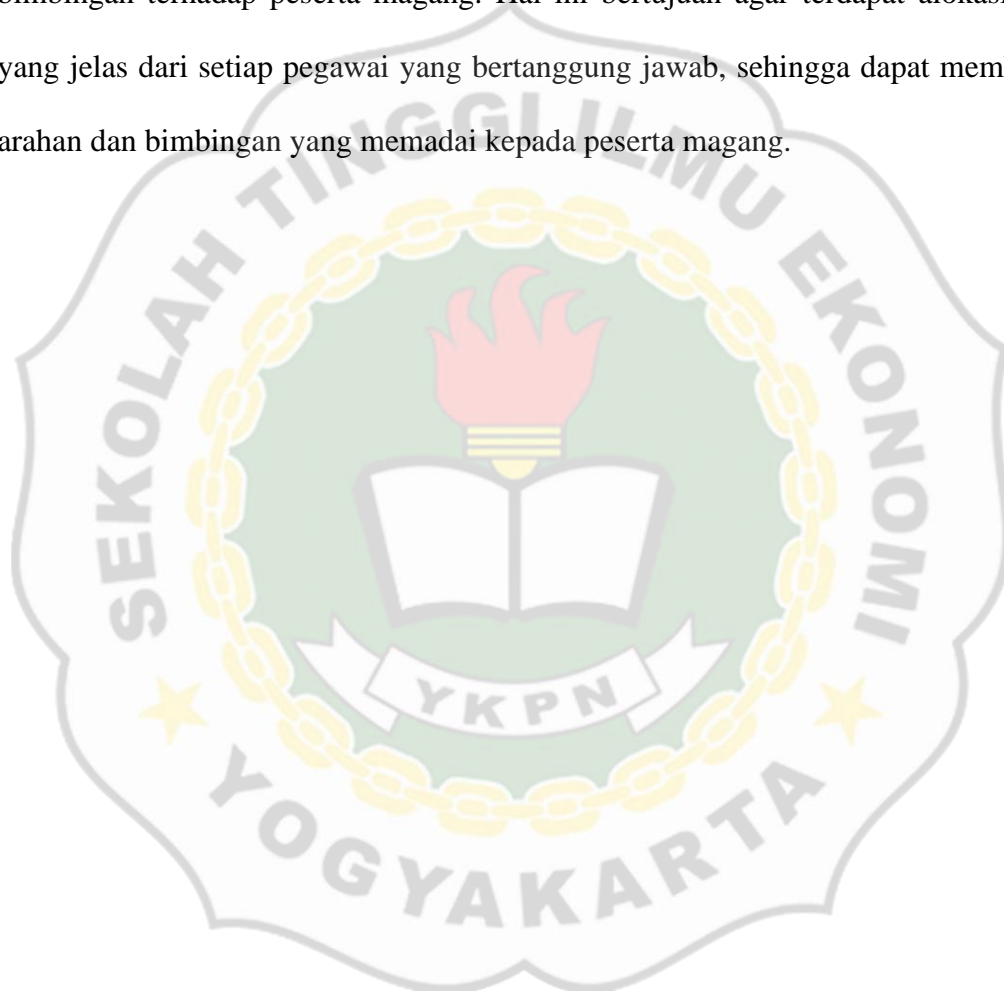 bimbingan terhadap peserta magang. Hal ini bertujuan agar terdapat alokasi
yang jelas dari setiap pegawai yang bertanggung jawab, sehingga dapat mem
arahan dan bimbingan yang memadai kepada peserta magang.
SEKOLAH TINGGI ILMU EKONOMI
YKPN
YOGYAKARTA